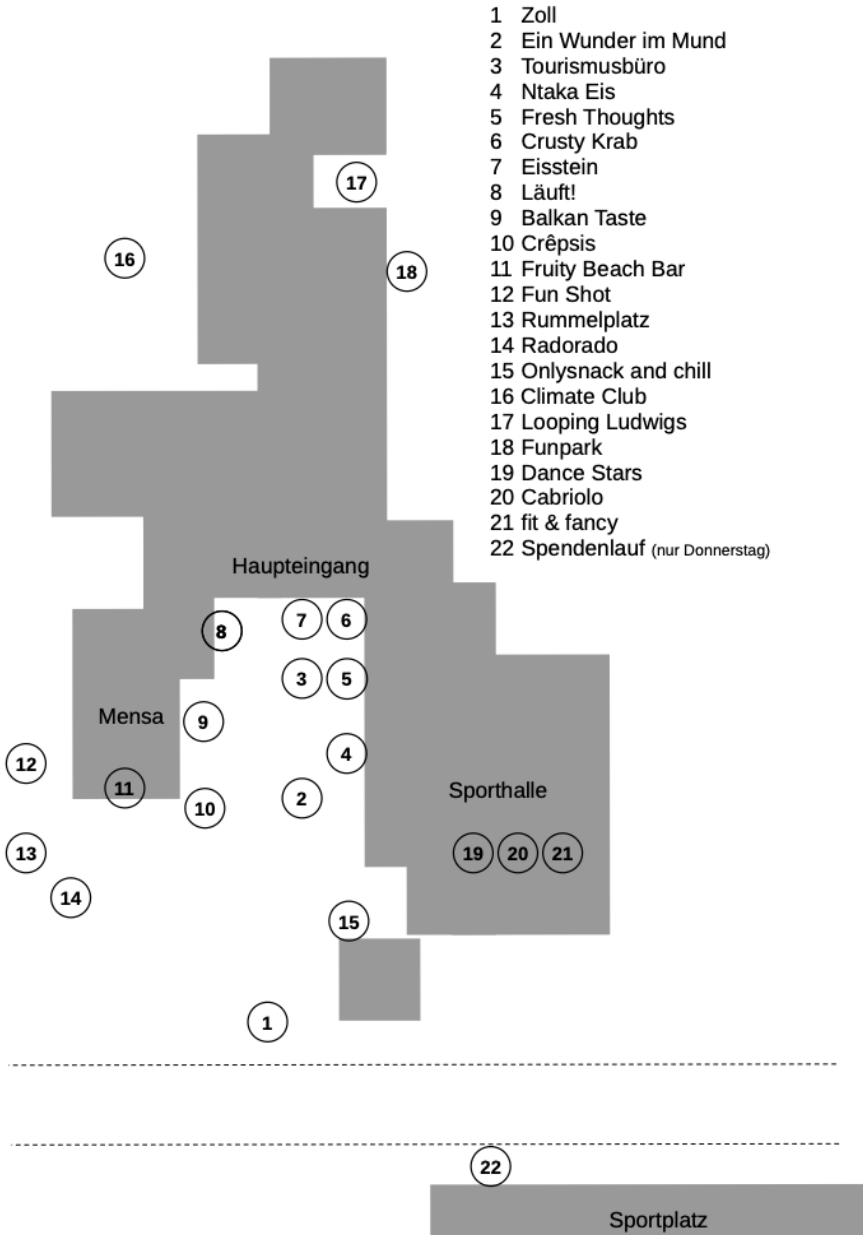 1 Zoll
2 Ein Wunder im Mund
3 Tourismusbüro
4 Ntaka Eis
5 Fresh Thoughts
6 Crusty Krab
7 Eisstein
8 Läuft!
9 Balkan Taste
10 Crêpsis
11 Fruity Beach Bar
12 Fun Shot
13 Rummelplatz
14 Radorado
15 Onlysnack and chill
16 Climate Club
17 Looping Ludwigs
18 Funpark
19 Dance Stars
20 Cabriolo
21 fit & fancy
22 Spendenlauf (nur Donnerstag)
17
16
18
Haupteingang
7 6
8
3 5
Mensa
9
4
12
11
10
2
Sporthalle
13
19 20 21
14
15
1
22
Sportplatz